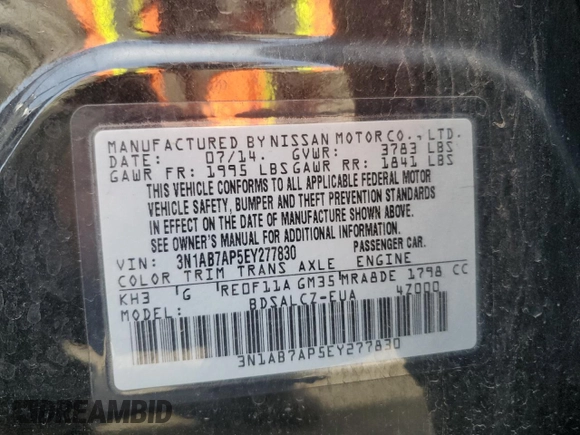 MANUFACTURED BY NISSAN MOTOR CO., LTD.
DATE: 07/14. GVWR: 3783 LBS
GAWR FR: 1995 LBS GAWR RR: 1841 LBS
THIS VEHICLE CONFORMS TO ALL APPLICABLE FEDERAL MOTOR
VEHICLE SAFETY, BUMPER AND THEFT PREVENTION STANDARDS
IN EFFECT ON THE DATE OF MANUFACTURE SHOWN ABOVE.
SEE OWNER'S MANUAL FOR ADDITIONAL INFORMATION.
VIN: 3N1AB7AP5EY277830 PASSENGER CAR.
COLOR TRIM TRANS AXLE ENGINE
KH3 G RE0F11A GM35 MRA8DE 1798 CC
MODEL: BDSALCZ-EUA 4Z000
3N1AB7AP5EY277830
DREAMBID